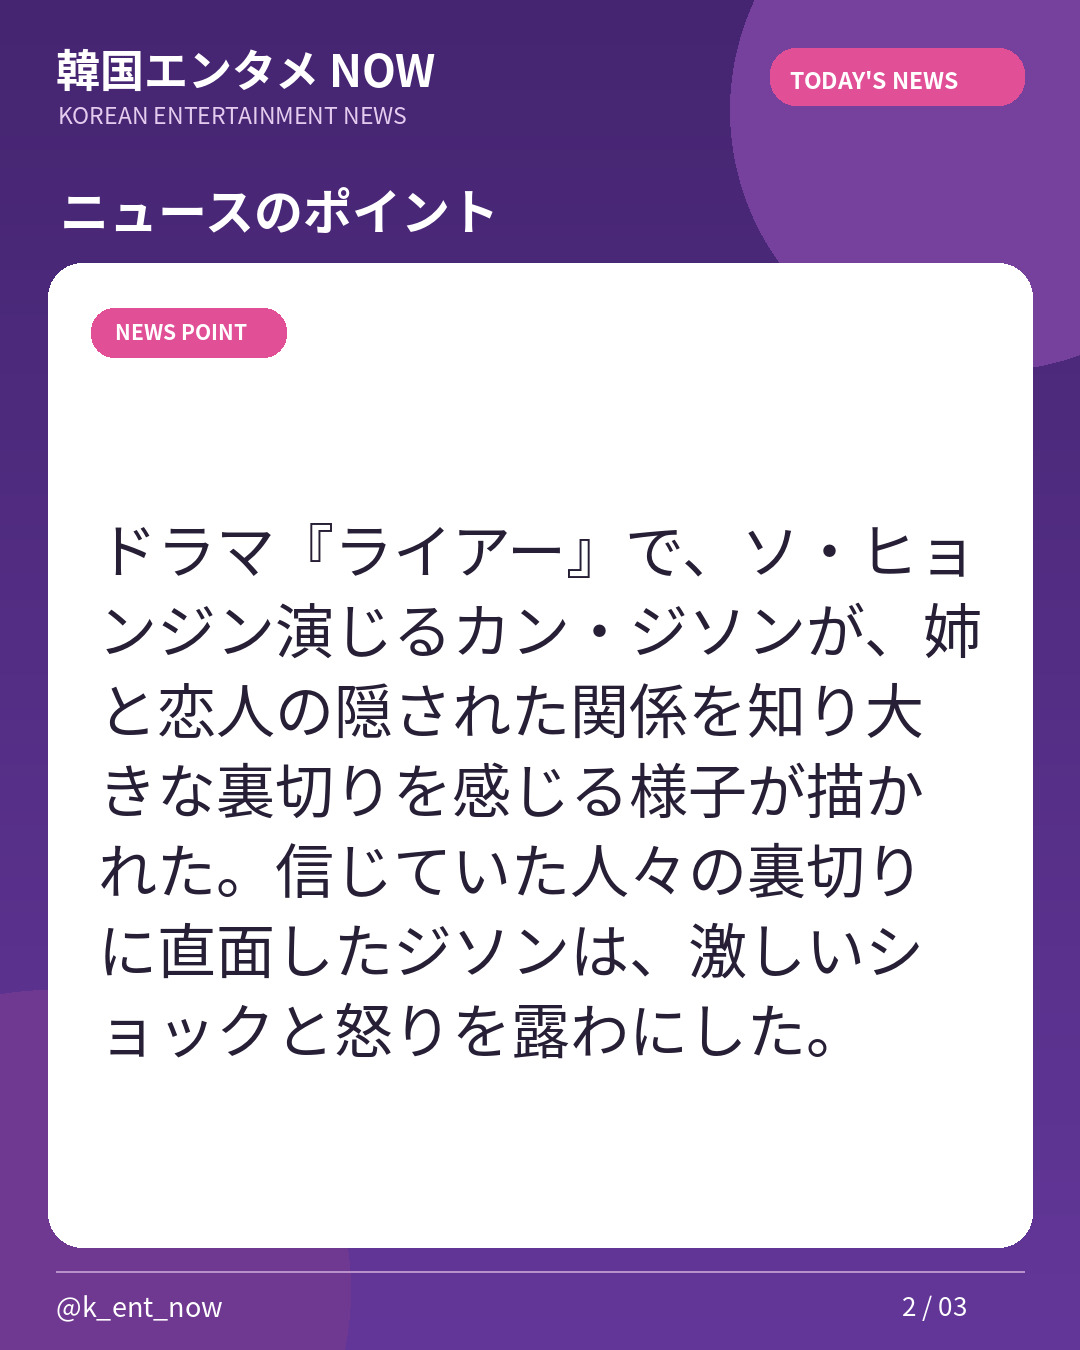 韓国エンタメ NOW
KOREAN ENTERTAINMENT NEWS
TODAY'S NEWS
ニュースのポイント
NEWS POINT
ドラマ『ライアー』で、ソ・ヒョ
ンジン演じるカン・ジソンが、姉
と恋人の隠された関係を知り大
きな裏切りを感じる様子が描か
れた。信じていた人々の裏切り
に直面したジソンは、激しいシ
ョックと怒りを露わにした。
@k_ent_now
2 / 03